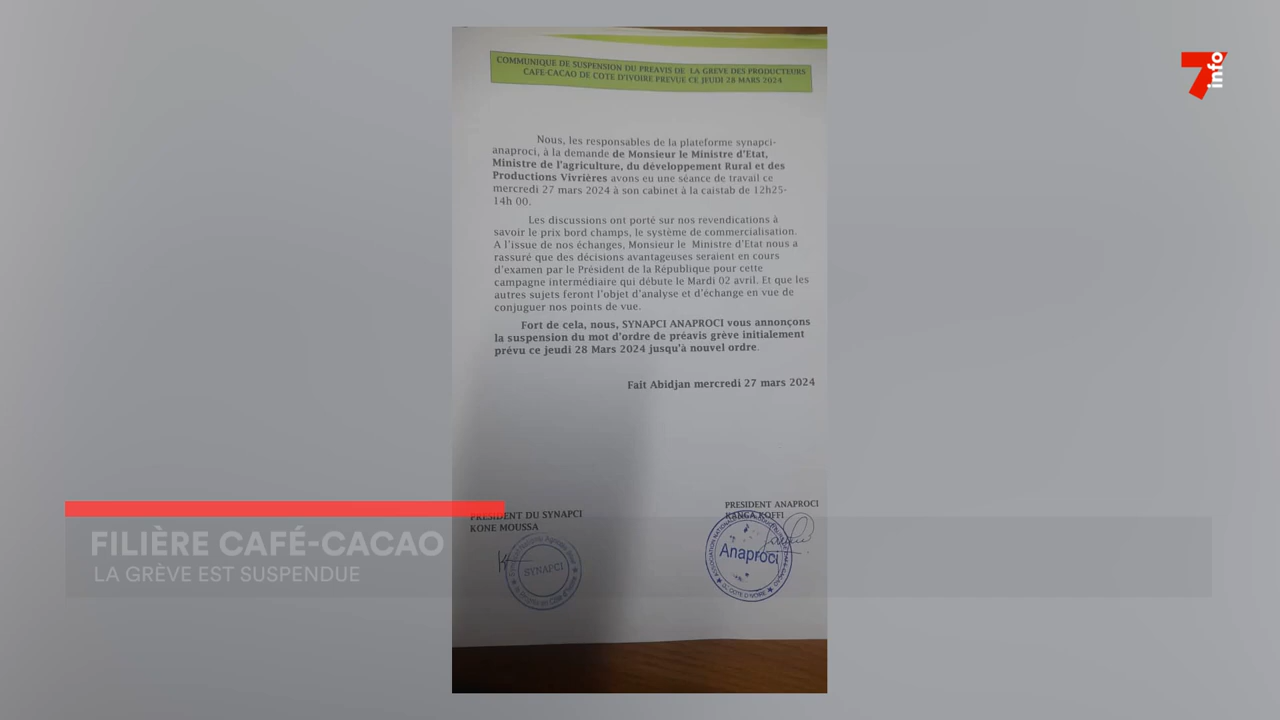 COMMUNIQUE DE SUSPENSION DU PREAVIS DE LA GREVE DES PRODUCTEURS
CAFE-CACAO DE COTE D'IVOIRE PREVUE CE JEUDI 28 MARS 2024
7info
Nous, les responsables de la plateforme synapci-
anaproci, à la demande de Monsieur le Ministre d'Etat,
Ministre de l'agriculture, du développement Rural et des
Productions Vivrières avons eu une séance de travail ce
mercredi 27 mars 2024 à son cabinet à la caistab de 12h25-
14h 00.
Les discussions ont porté sur nos revendications à
savoir le prix bord champs, le système de commercialisation.
A l'issue de nos échanges, Monsieur le Ministre d'Etat nous a
rassuré que des décisions avantageuses seraient en cours
d'examen par le Président de la République pour cette
campagne intermédiaire qui débute le Mardi 02 avril. Et que les
autres sujets feront l'objet d'analyse et d'échange en vue de
conjuguer nos points de vue.
Fort de cela, nous, SYNAPCI ANAPROCI vous annonçons
la suspension du mot d'ordre de préavis grève initialement
prévu ce jeudi 28 Mars 2024 jusqu'à nouvel ordre.
Fait Abidjan mercredi 27 mars 2024
PRESIDENT DU SYNAPCI
KONE MOUSSA
PRESIDENT ANAPROCI
KANGA KOFFI
SYNAPCI
Anaproci
COTE D'IVOIRE
FILIÈRE CAFÉ-CACAO
LA GRÈVE EST SUSPENDUE